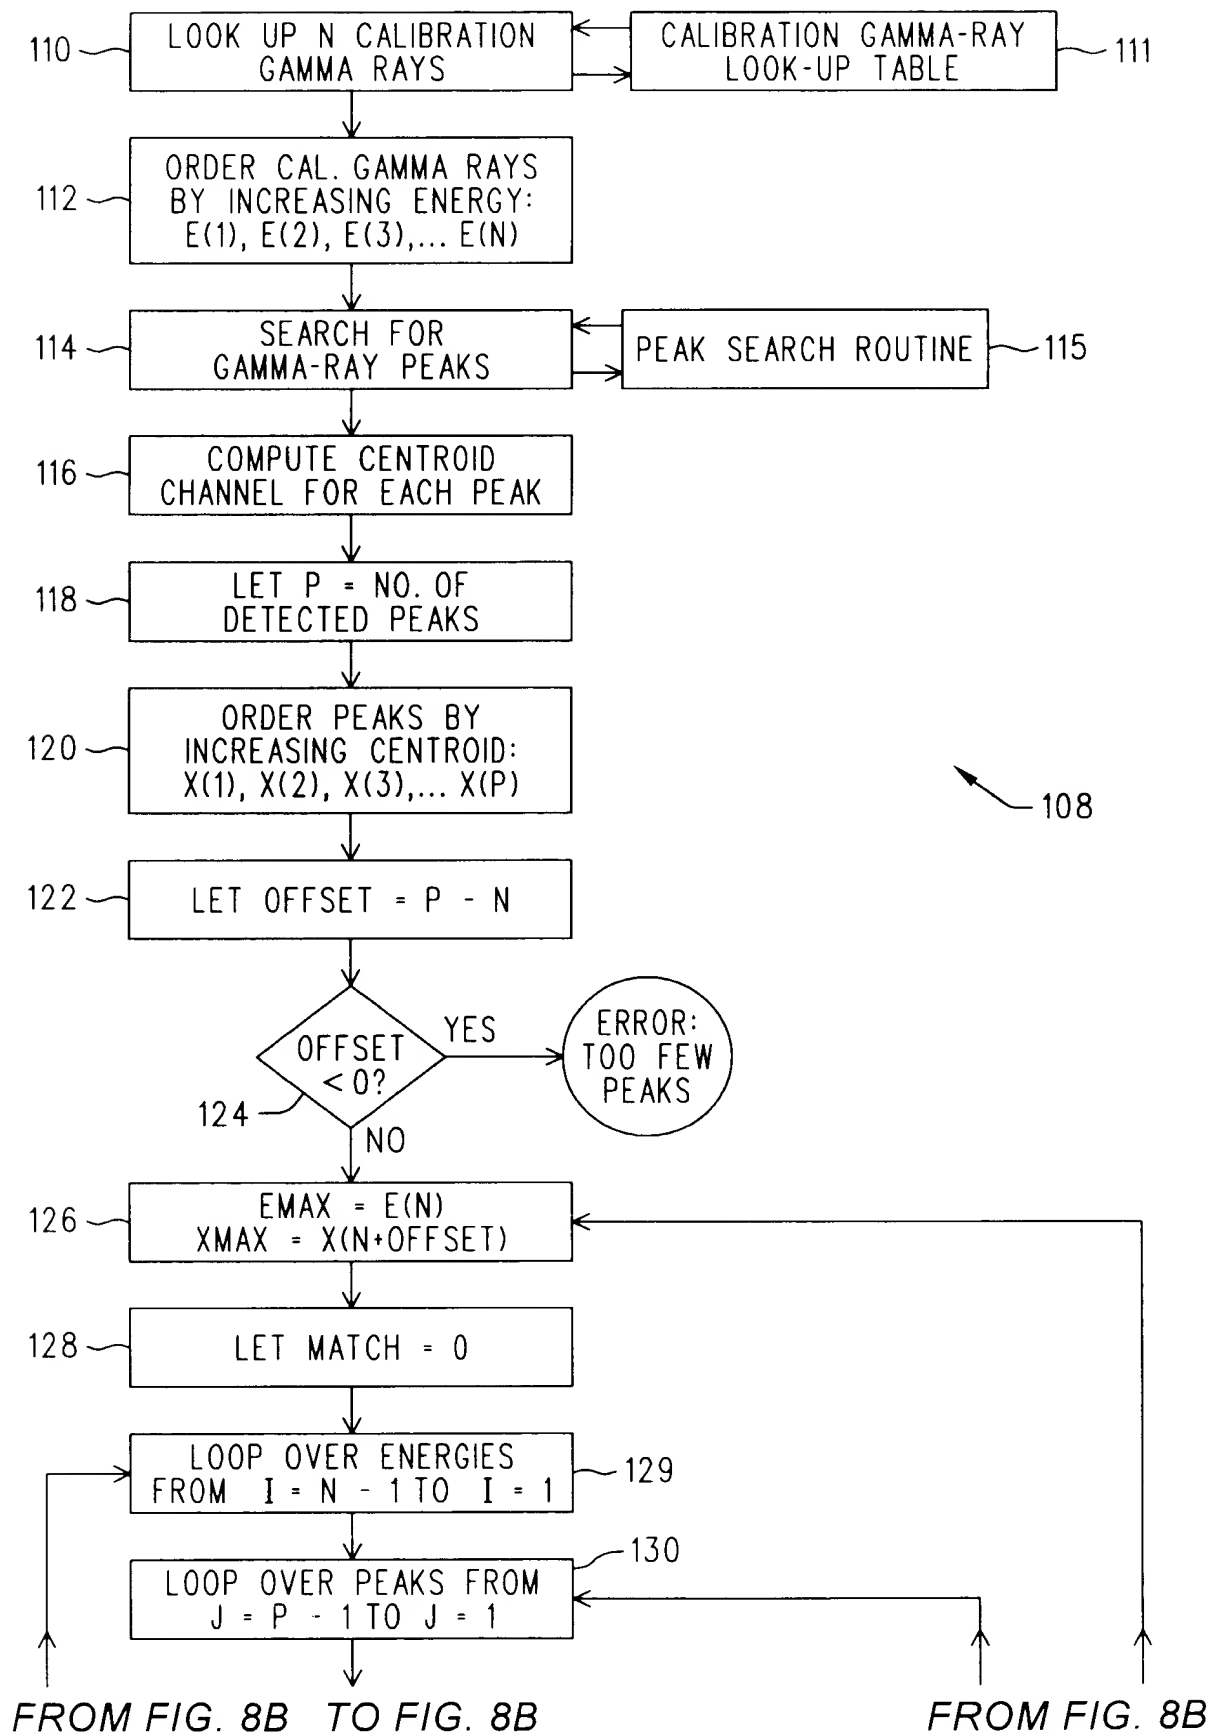 110
LOOK UP N CALIBRATION
GAMMA RAYS
CALIBRATION GAMMA-RAY
LOOK-UP TABLE
111
112
ORDER CAL. GAMMA RAYS
BY INCREASING ENERGY:
E(1), E(2), E(3),... E(N)
114
SEARCH FOR
GAMMA-RAY PEAKS
PEAK SEARCH ROUTINE
115
116
COMPUTE CENTROID
CHANNEL FOR EACH PEAK
118
LET P = NO. OF
DETECTED PEAKS
120
ORDER PEAKS BY
INCREASING CENTROID:
X(1), X(2), X(3),... X(P)
108
122
LET OFFSET = P - N
124
OFFSET
< 0?
YES
ERROR:
TOO FEW
PEAKS
NO
126
EMAX = E(N)
XMAX = X(N+OFFSET)
128
LET MATCH = 0
LOOP OVER ENERGIES
FROM I = N - 1 TO I = 1
129
130
LOOP OVER PEAKS FROM
J = P - 1 TO J = 1
FROM FIG. 8B
TO FIG. 8B
FROM FIG. 8B